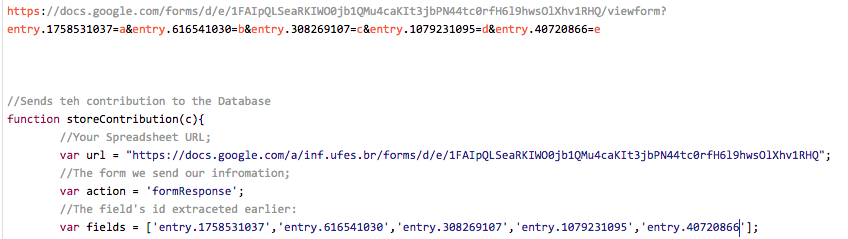 https://docs.google.com/forms/d/e/1FAIpQLSeaRKIWO0jb1QMu4caKIt3jbPN44tc0rfH6l9hwsOlXhv1RHQ/viewform?
entry.1758531037=a&entry.616541030=b&entry.308269107=c&entry.1079231095=d&entry.40720866=e
//Sends teh contribution to the Database
function storeContribution(c){
//Your Spreadsheet URL;
var url = "https://docs.google.com/a/inf.ufes.br/forms/d/e/1FAIpQLSeaRKIWO0jb1QMu4caKIt3jbPN44tc0rfH6l9hwsOlXhv1RHQ";
//The form we send our infromation;
var action = 'formResponse';
//The field's id extraceted earlier:
var fields = ['entry.1758531037','entry.616541030','entry.308269107','entry.1079231095','entry.40720866'];